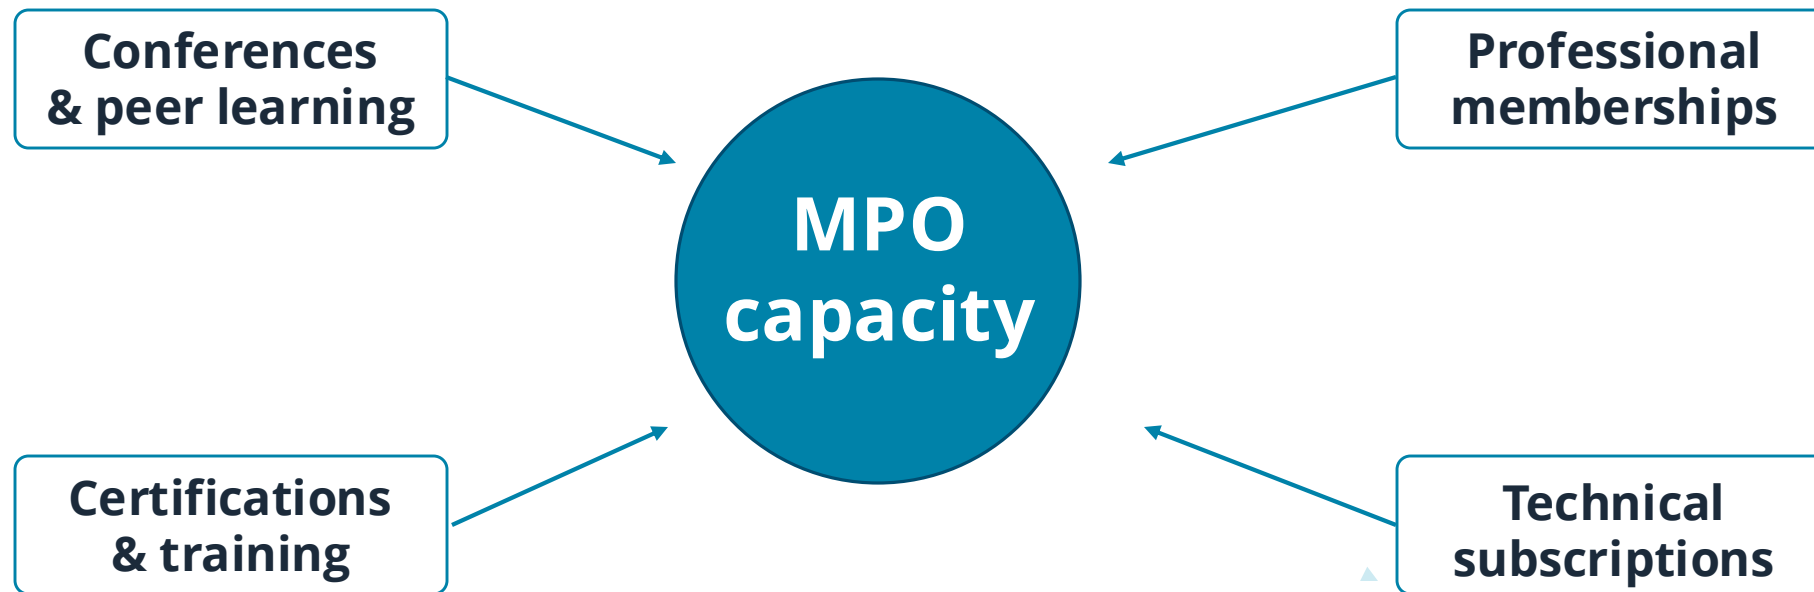 Conferences
& peer learning
Professional
memberships
MPO
capacity
Certifications
& training
Technical
subscriptions